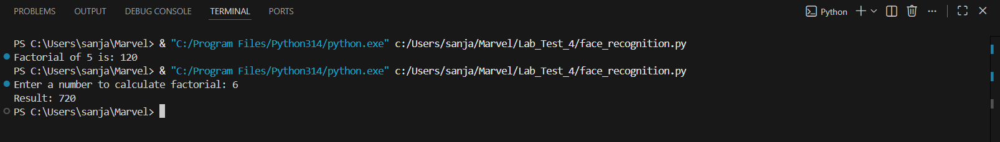 PROBLEMS OUTPUT DEBUG CONSOLE TERMINAL PORTS Python
PS C:\Users\sanja\Marvel> & "C:/Program Files/Python314/python.exe" c:/Users/sanja/Marvel/Lab_Test_4/face_recognition.py
Factorial of 5 is: 120
PS C:\Users\sanja\Marvel> & "C:/Program Files/Python314/python.exe" c:/Users/sanja/Marvel/Lab_Test_4/face_recognition.py
Enter a number to calculate factorial: 6
Result: 720
PS C:\Users\sanja\Marvel>